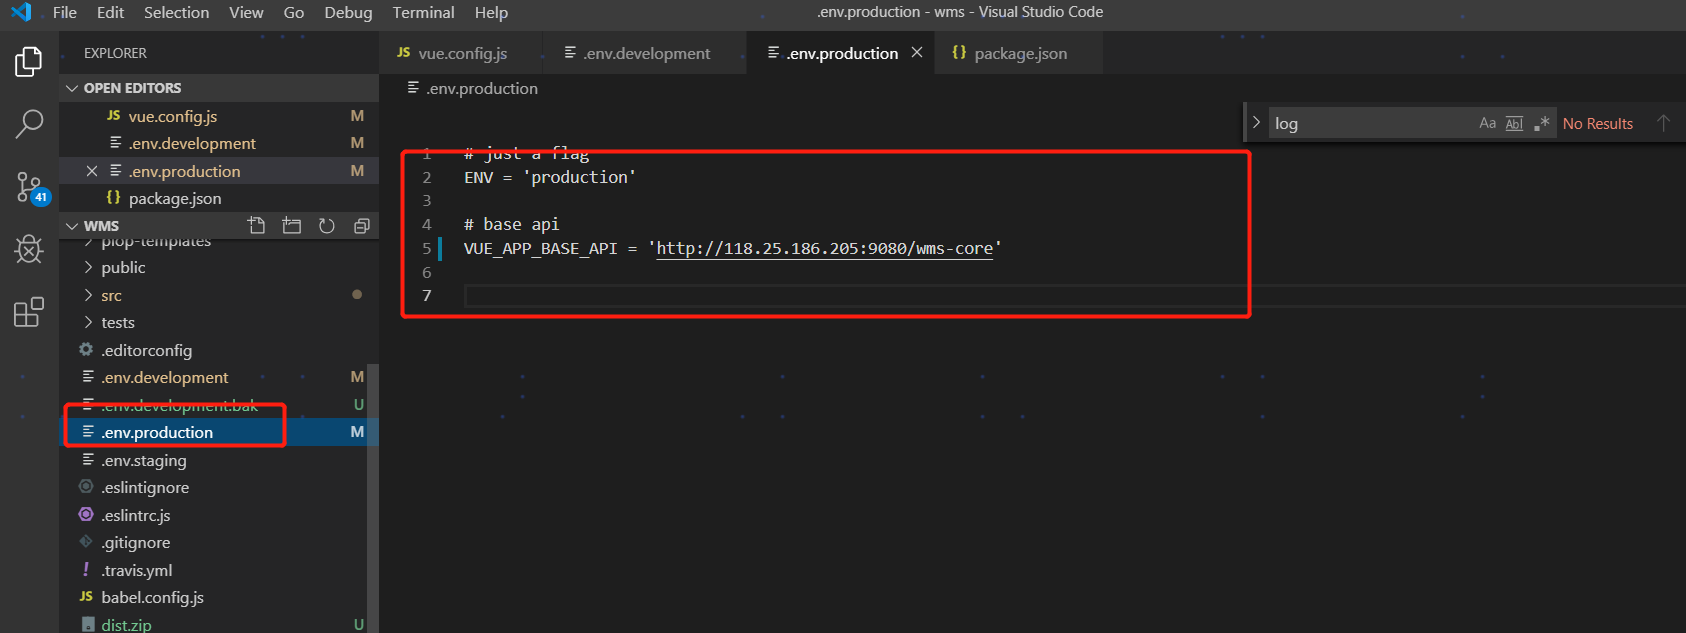 File Edit Selection View Go Debug Terminal Help
.env.production - wms - Visual Studio Code
EXPLORER
OPEN EDITORS
JS vue.config.js M
.env.development M
.env.production M
{} package.json
WMS
plop-templates
public
src
tests
.editorconfig
.env.development M
.env.development.bak U
.env.production M
.env.staging
.eslintignore
.eslintrc.js
.gitignore
! .travis.yml
JS babel.config.js
dist.zip U
41
JS vue.config.js
.env.development
.env.production
{} package.json
.env.production
log Aa Abl .* No Results
1 # just a flag
2 ENV = 'production'
3
4 # base api
5 VUE_APP_BASE_API = 'http://118.25.186.205:9080/wms-core'
6
7